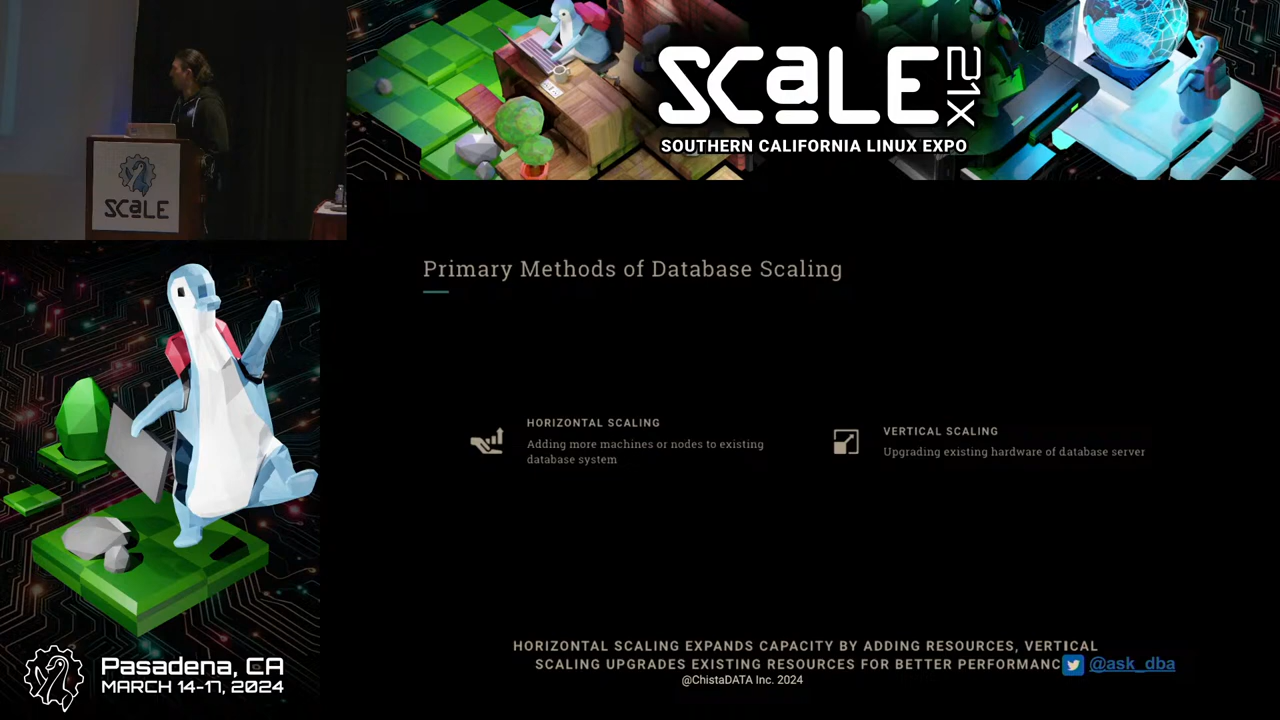 SCALE 21X
SOUTHERN CALIFORNIA LINUX EXPO
SCALE
Primary Methods of Database Scaling
HORIZONTAL SCALING
Adding more machines or nodes to existing
database system
VERTICAL SCALING
Upgrading existing hardware of database server
HORIZONTAL SCALING EXPANDS CAPACITY BY ADDING RESOURCES, VERTICAL
SCALING UPGRADES EXISTING RESOURCES FOR BETTER PERFORMANC
@ask_dba
@ChistaDATA Inc. 2024
Pasadena, CA
MARCH 14-17, 2024